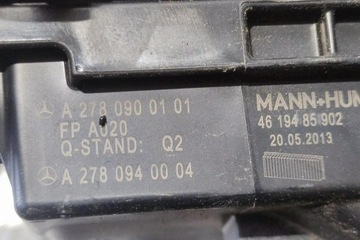 A 278 090 01 01
FP A020
Q-STAND: Q2
A 278 094 00 04
MANN+HUM
46 194 85 902
20.05.2013